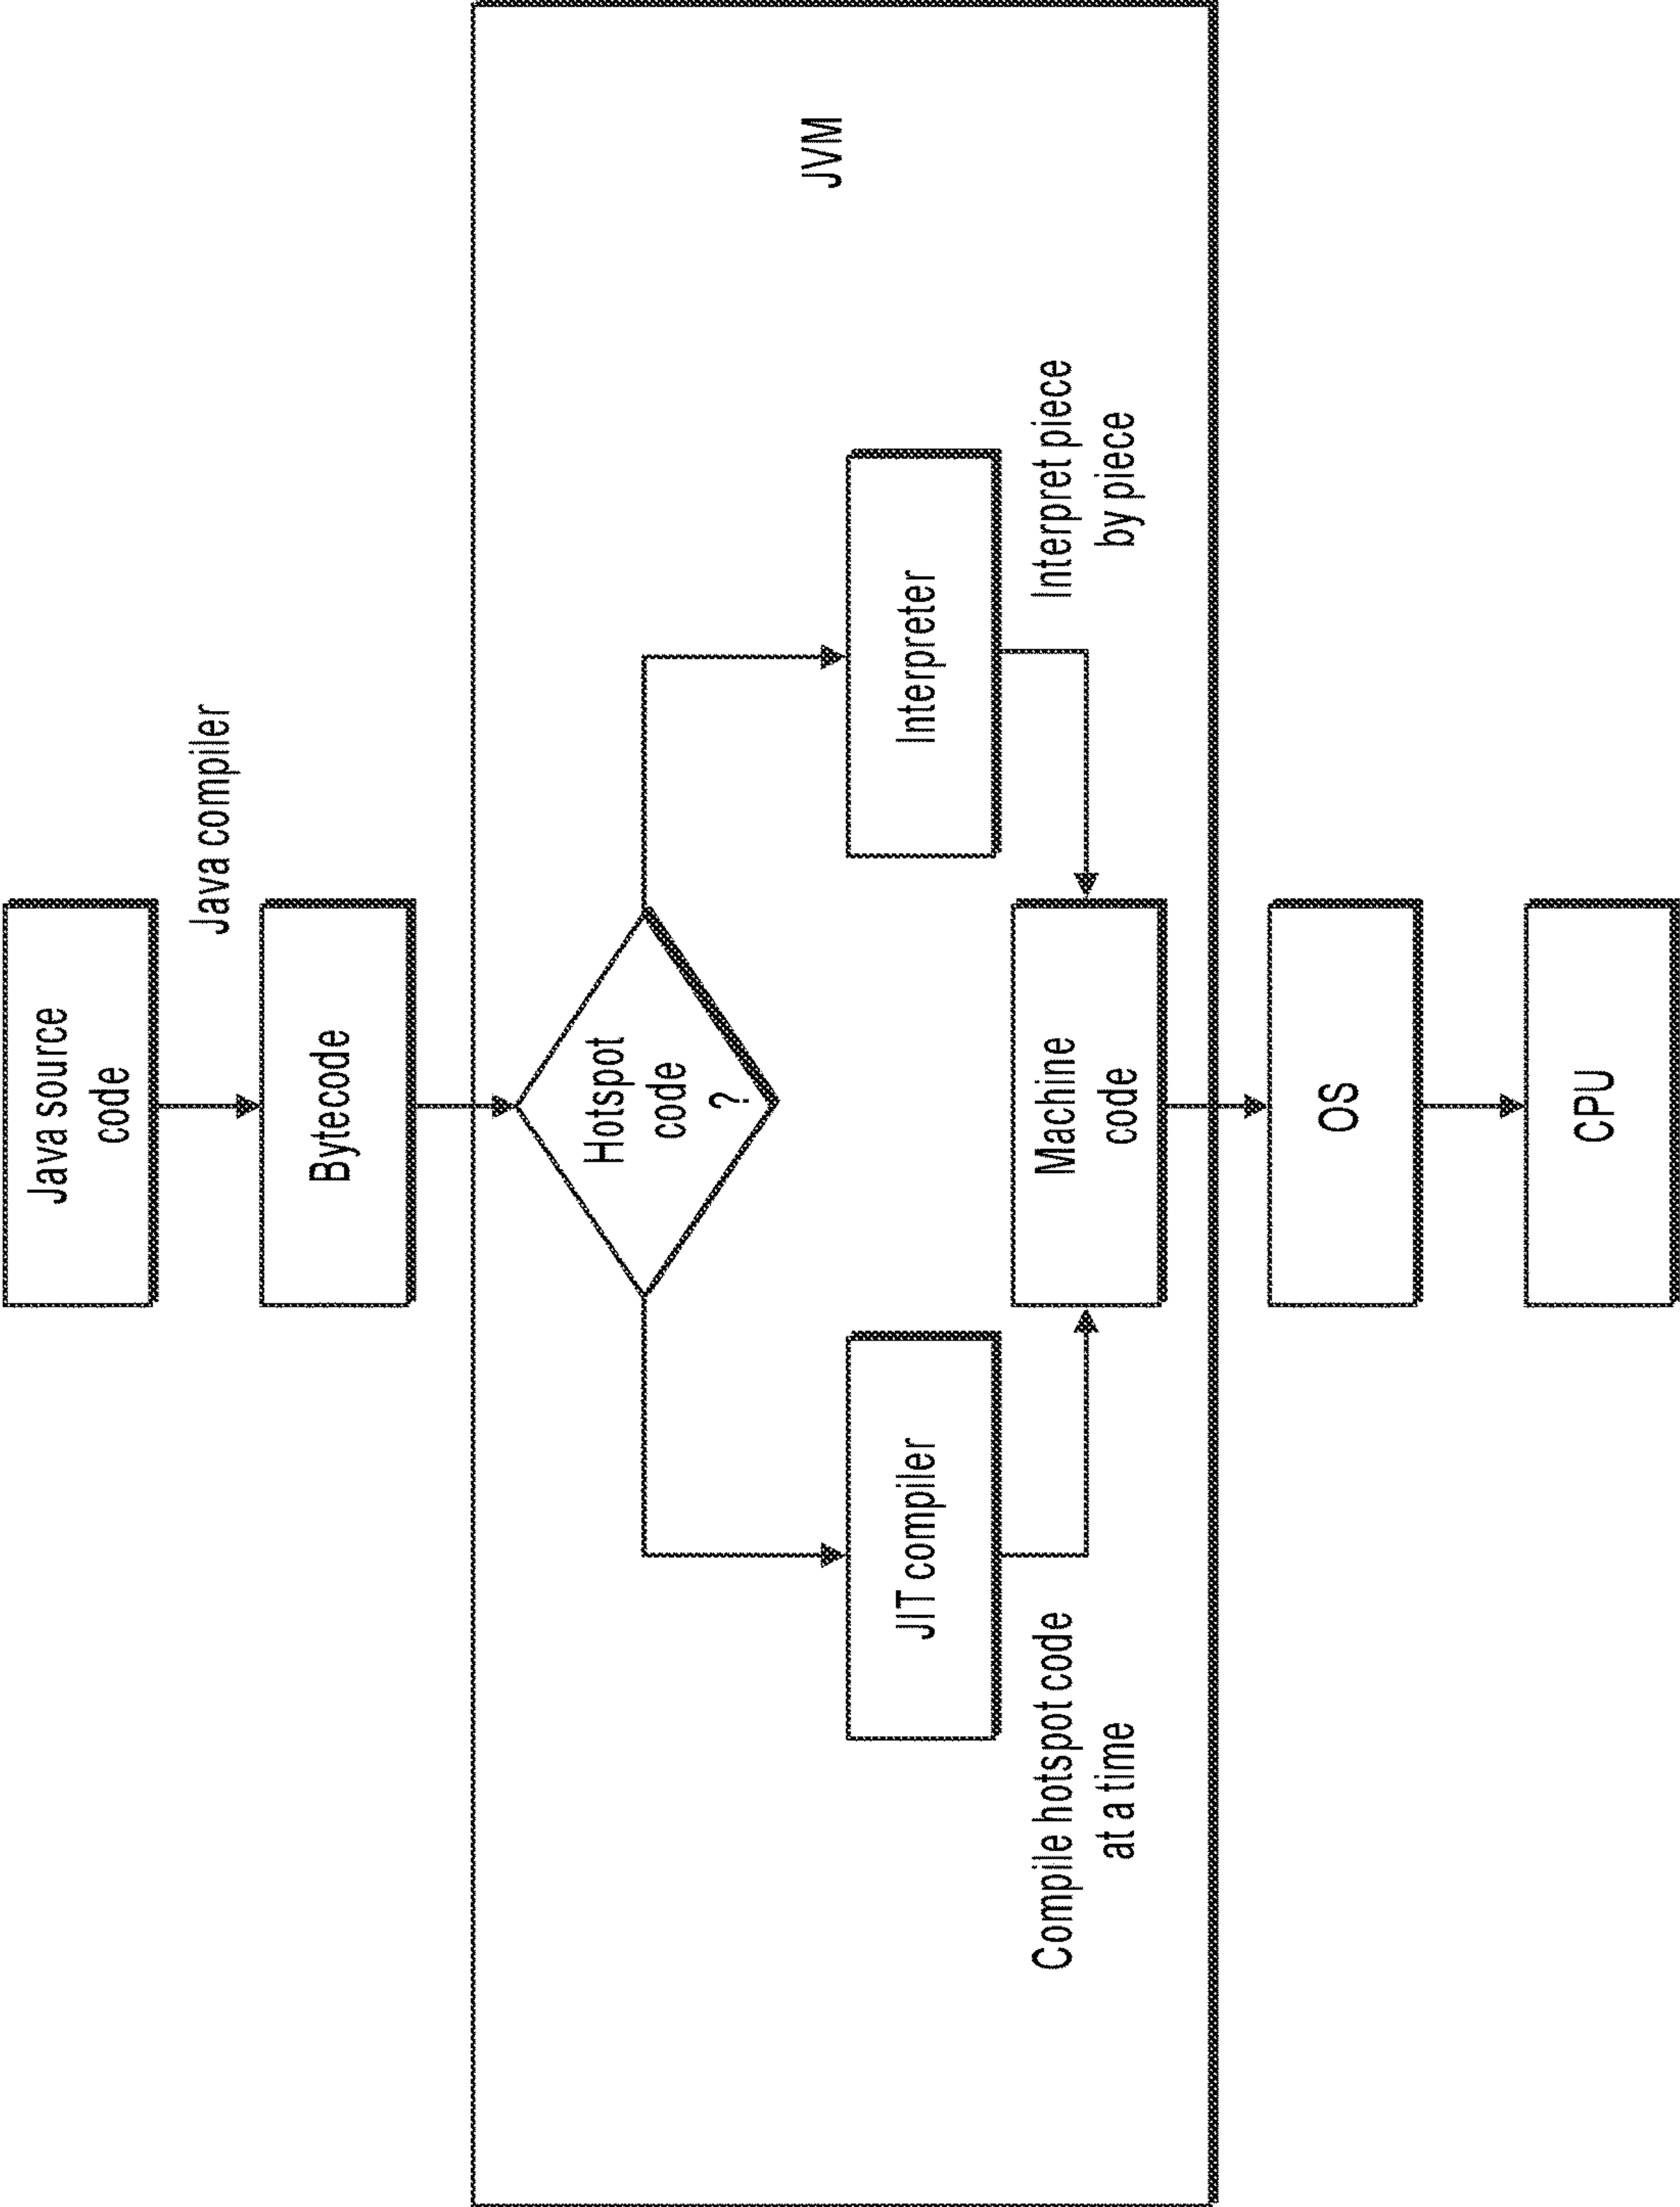 Java source
code
Java compiler
Bytecode
Hotspot
code
?
JVM
JIT compiler
Interpreter
Compile hotspot code
at a time
Machine
code
Interpret piece
by piece
OS
CPU